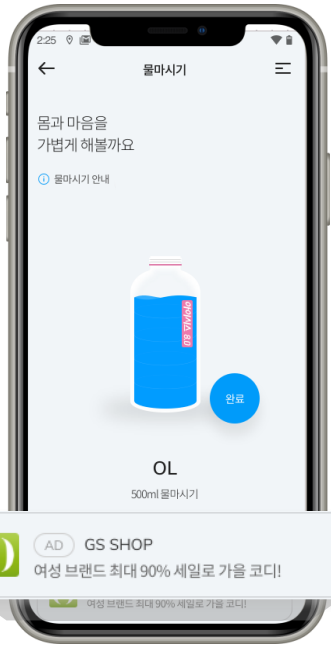 2:25
물마시기
몸과 마음을
가볍게 해볼까요
물마시기 안내
완료
0L
500ml 물마시기
AD GS SHOP
여성 브랜드 최대 90% 세일로 가을 코디!
여성 브랜드 최대 90% 세일로 가을 코디!